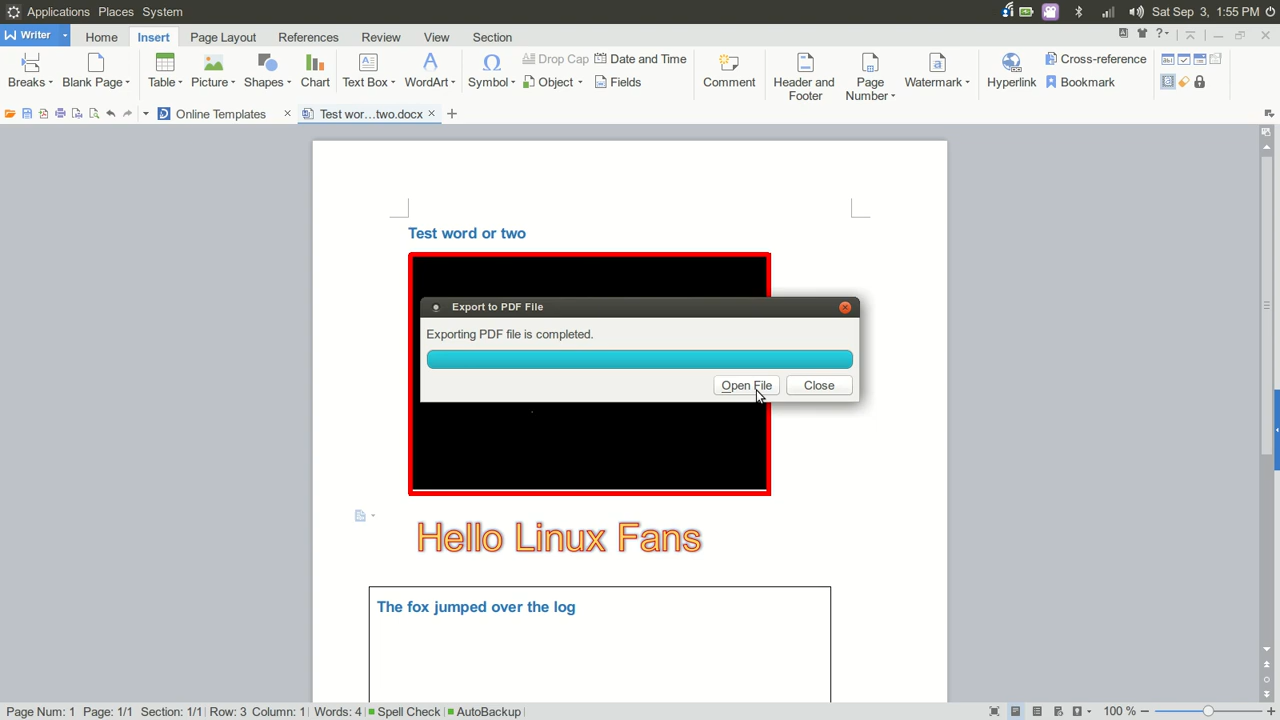 Applications Places System Sat Sep 3, 1:55 PM
Writer Home Insert Page Layout References Review View Section
Drop Cap Date and Time Cross-reference
Breaks Blank Page Table Picture Shapes Chart Text Box WordArt Symbol Object Fields Comment Header and Footer Page Number Watermark Hyperlink Bookmark
Online Templates Test wor...two.docx
Test word or two
Export to PDF File
Exporting PDF file is completed.
Open File Close
Hello Linux Fans
The fox jumped over the log
Page Num: 1 Page: 1/1 Section: 1/1 Row: 3 Column: 1 Words: 4 Spell Check AutoBackup 100 %